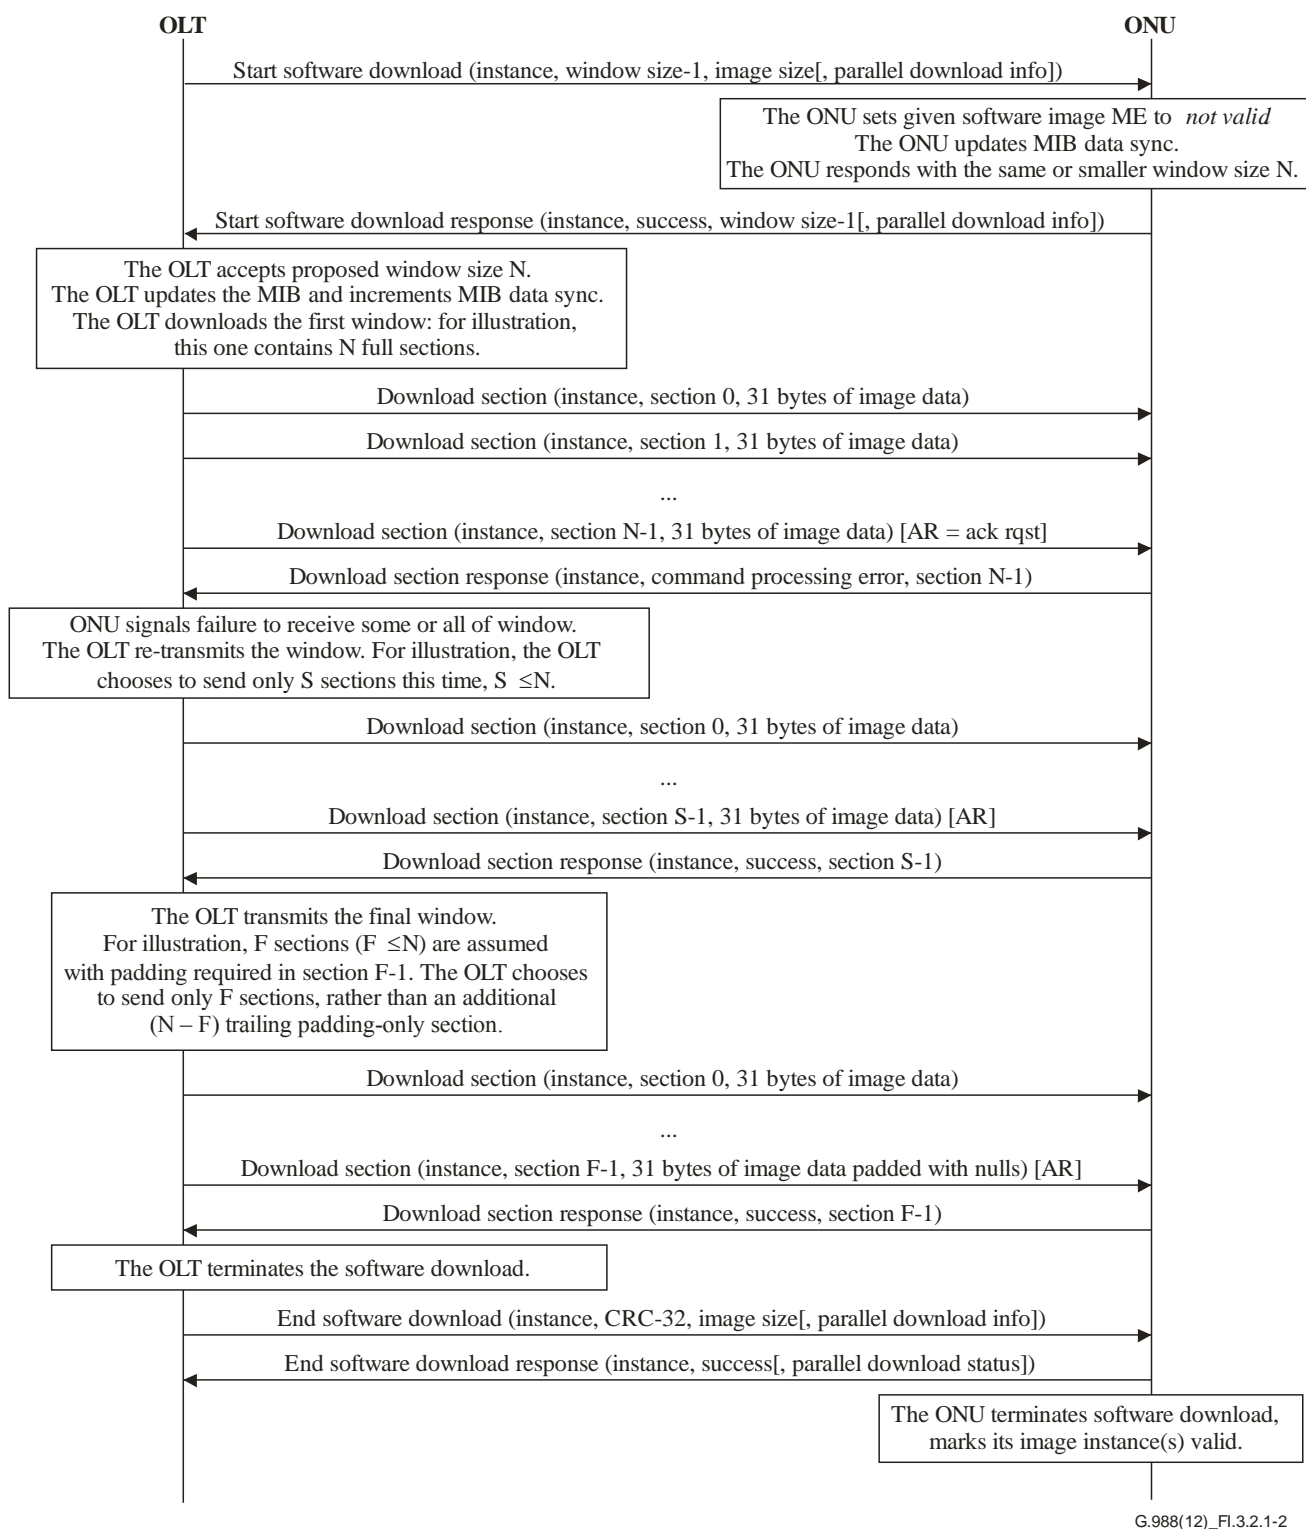 OLT
ONU
Start software download (instance, window size-1, image size[, parallel download info])
The ONU sets given software image ME to not valid
The ONU updates MIB data sync.
The ONU responds with the same or smaller window size N.
Start software download response (instance, success, window size-1[, parallel download info])
The OLT accepts proposed window size N.
The OLT updates the MIB and increments MIB data sync.
The OLT downloads the first window: for illustration,
this one contains N full sections.
Download section (instance, section 0, 31 bytes of image data)
Download section (instance, section 1, 31 bytes of image data)
...
Download section (instance, section N-1, 31 bytes of image data) [AR = ack rqst]
Download section response (instance, command processing error, section N-1)
ONU signals failure to receive some or all of window.
The OLT re-transmits the window. For illustration, the OLT
chooses to send only S sections this time, S ≤N.
Download section (instance, section 0, 31 bytes of image data)
...
Download section (instance, section S-1, 31 bytes of image data) [AR]
Download section response (instance, success, section S-1)
The OLT transmits the final window.
For illustration, F sections (F ≤N) are assumed
with padding required in section F-1. The OLT chooses
to send only F sections, rather than an additional
(N – F) trailing padding-only section.
Download section (instance, section 0, 31 bytes of image data)
...
Download section (instance, section F-1, 31 bytes of image data padded with nulls) [AR]
Download section response (instance, success, section F-1)
The OLT terminates the software download.
End software download (instance, CRC-32, image size[, parallel download info])
End software download response (instance, success[, parallel download status])
The ONU terminates software download,
marks its image instance(s) valid.
G.988(12)_FI.3.2.1-2